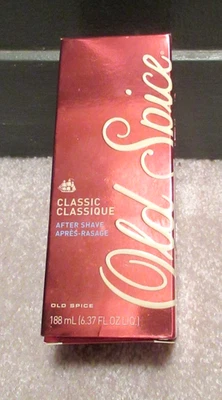 Old Spice
CLASSIC
CLASSIQUE
AFTER SHAVE
APRÈS-RASAGE
OLD SPICE
188 mL (6.37 FL OZ LIQ)